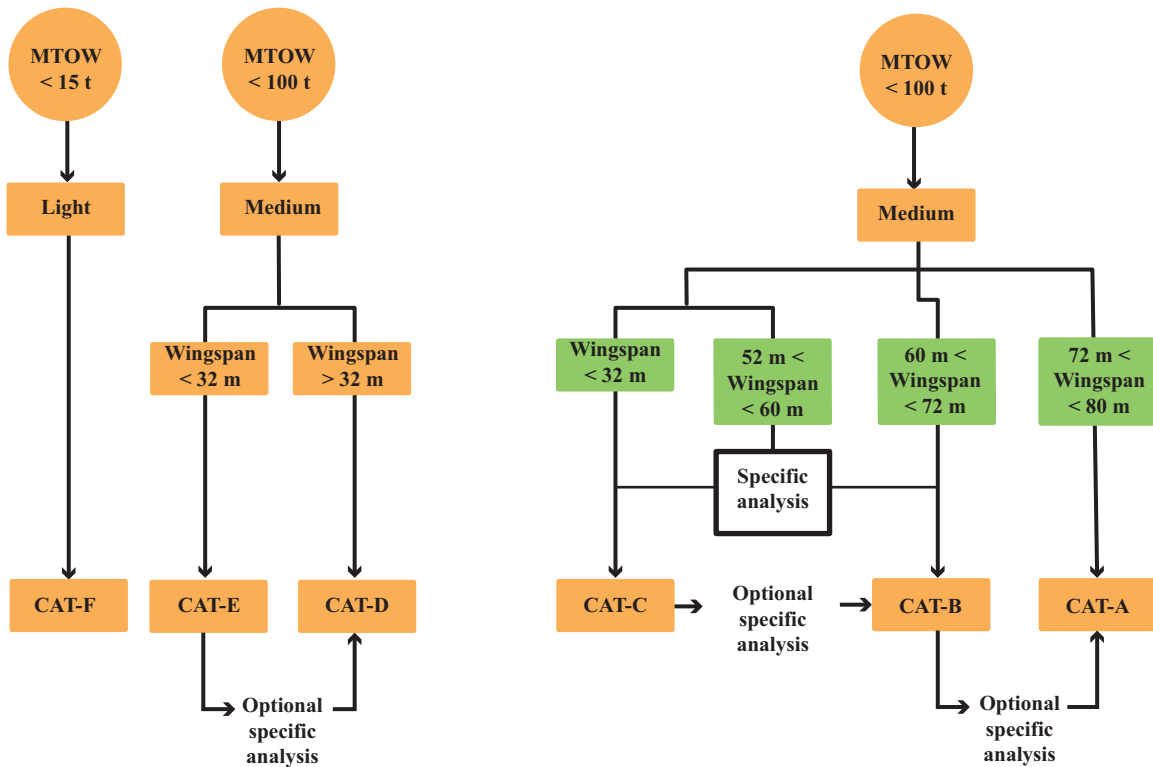 MTOW
< 15 t
MTOW
< 100 t
MTOW
< 100 t
Light
Medium
Medium
Wingspan
< 32 m
Wingspan
> 32 m
Wingspan
< 32 m
52 m <
Wingspan
< 60 m
60 m <
Wingspan
< 72 m
72 m <
Wingspan
< 80 m
Specific
analysis
CAT-F
CAT-E
CAT-D
CAT-C
Optional
specific
analysis
CAT-B
CAT-A
Optional
specific
analysis
Optional
specific
analysis